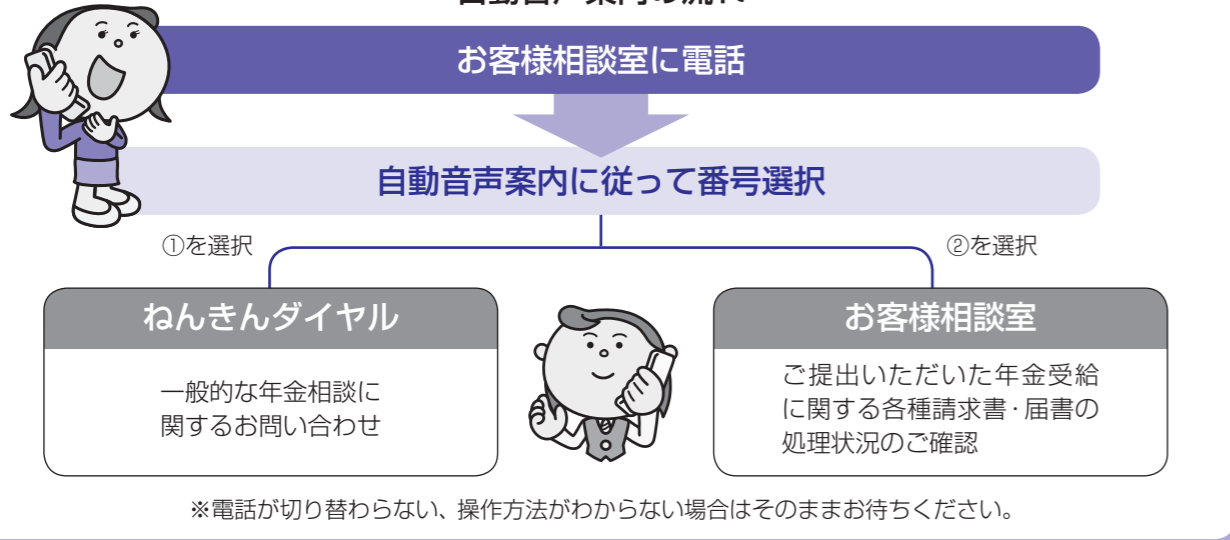 お客様相談室に電話
自動音声案内に従って番号選択
①を選択
②を選択
ねんきんダイヤル
一般的な年金相談に
関するお問い合わせ
お客様相談室
ご提出いただいた年金受給
に関する各種請求書・届書の
処理状況のご確認
※電話が切り替わらない、操作方法がわからない場合はそのままお待ちください。